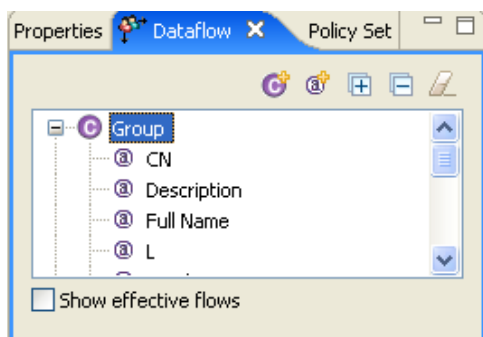 Properties Dataflow Policy Set
Group
CN
Description
Full Name
L
Show effective flows